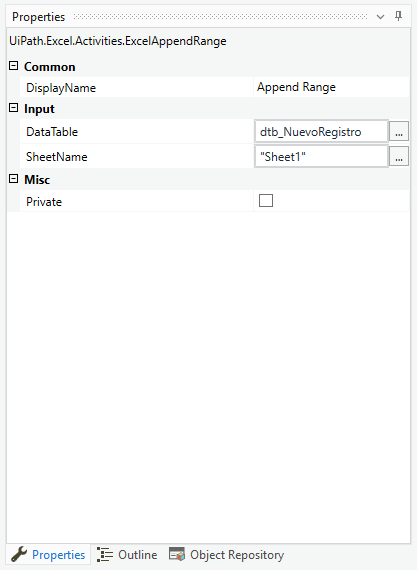 Properties
UiPath.Excel.Activities.ExcelAppendRange
Common
DisplayName Append Range
Input
DataTable dtb_NuevoRegistro ...
SheetName "Sheet1" ...
Misc
Private
Properties Outline Object Repository